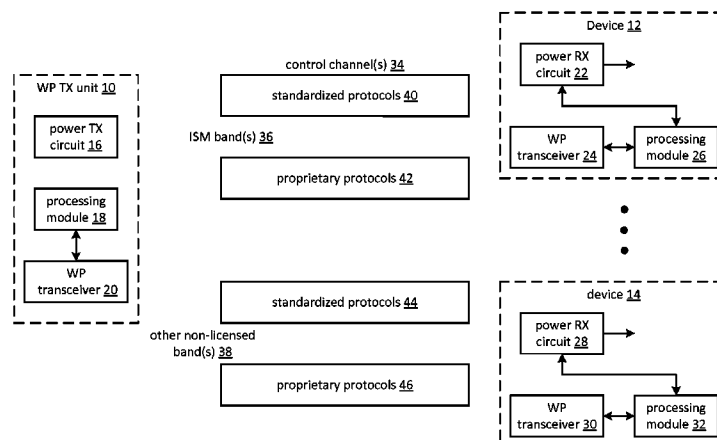 WP TX unit 10
power TX
circuit 16
processing
module 18
WP
transceiver 20
control channel(s) 34
standardized protocols 40
ISM band(s) 36
proprietary protocols 42
standardized protocols 44
other non-licensed
band(s) 38
proprietary protocols 46
Device 12
power RX
circuit 22
WP
transceiver 24
processing
module 26
device 14
power RX
circuit 28
WP
transceiver 30
processing
module 32